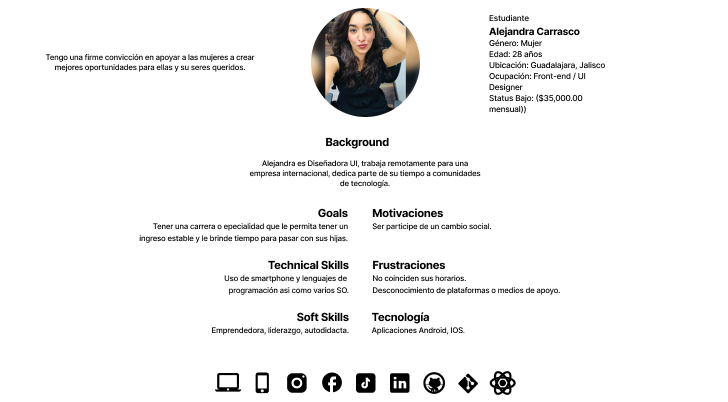 Tengo una firme convicción en apoyar a las mujeres a crear
mejores oportunidades para ellas y su seres queridos.
Estudiante
Alejandra Carrasco
Género: Mujer
Edad: 28 años
Ubicación: Guadalajara, Jalisco
Ocupación: Front-end / UI
Designer
Status Bajo: ($35,000.00
mensual))
Background
Alejandra es Diseñadora UI, trabaja remotamente para una
empresa internacional, dedica parte de su tiempo a comunidades
de tecnología.
Goals
Tener una carrera o epecialidad que le permita tener un
ingreso estable y le brinde tiempo para pasar con sus hijas.
Motivaciones
Ser participe de un cambio social.
Technical Skills
Uso de smartphone y lenguajes de
programación asi como varios SO.
Frustraciones
No coinciden sus horarios.
Desconocimiento de plataformas o medios de apoyo.
Soft Skills
Emprendedora, liderazgo, autodidacta.
Tecnología
Aplicaciones Android, IOS.